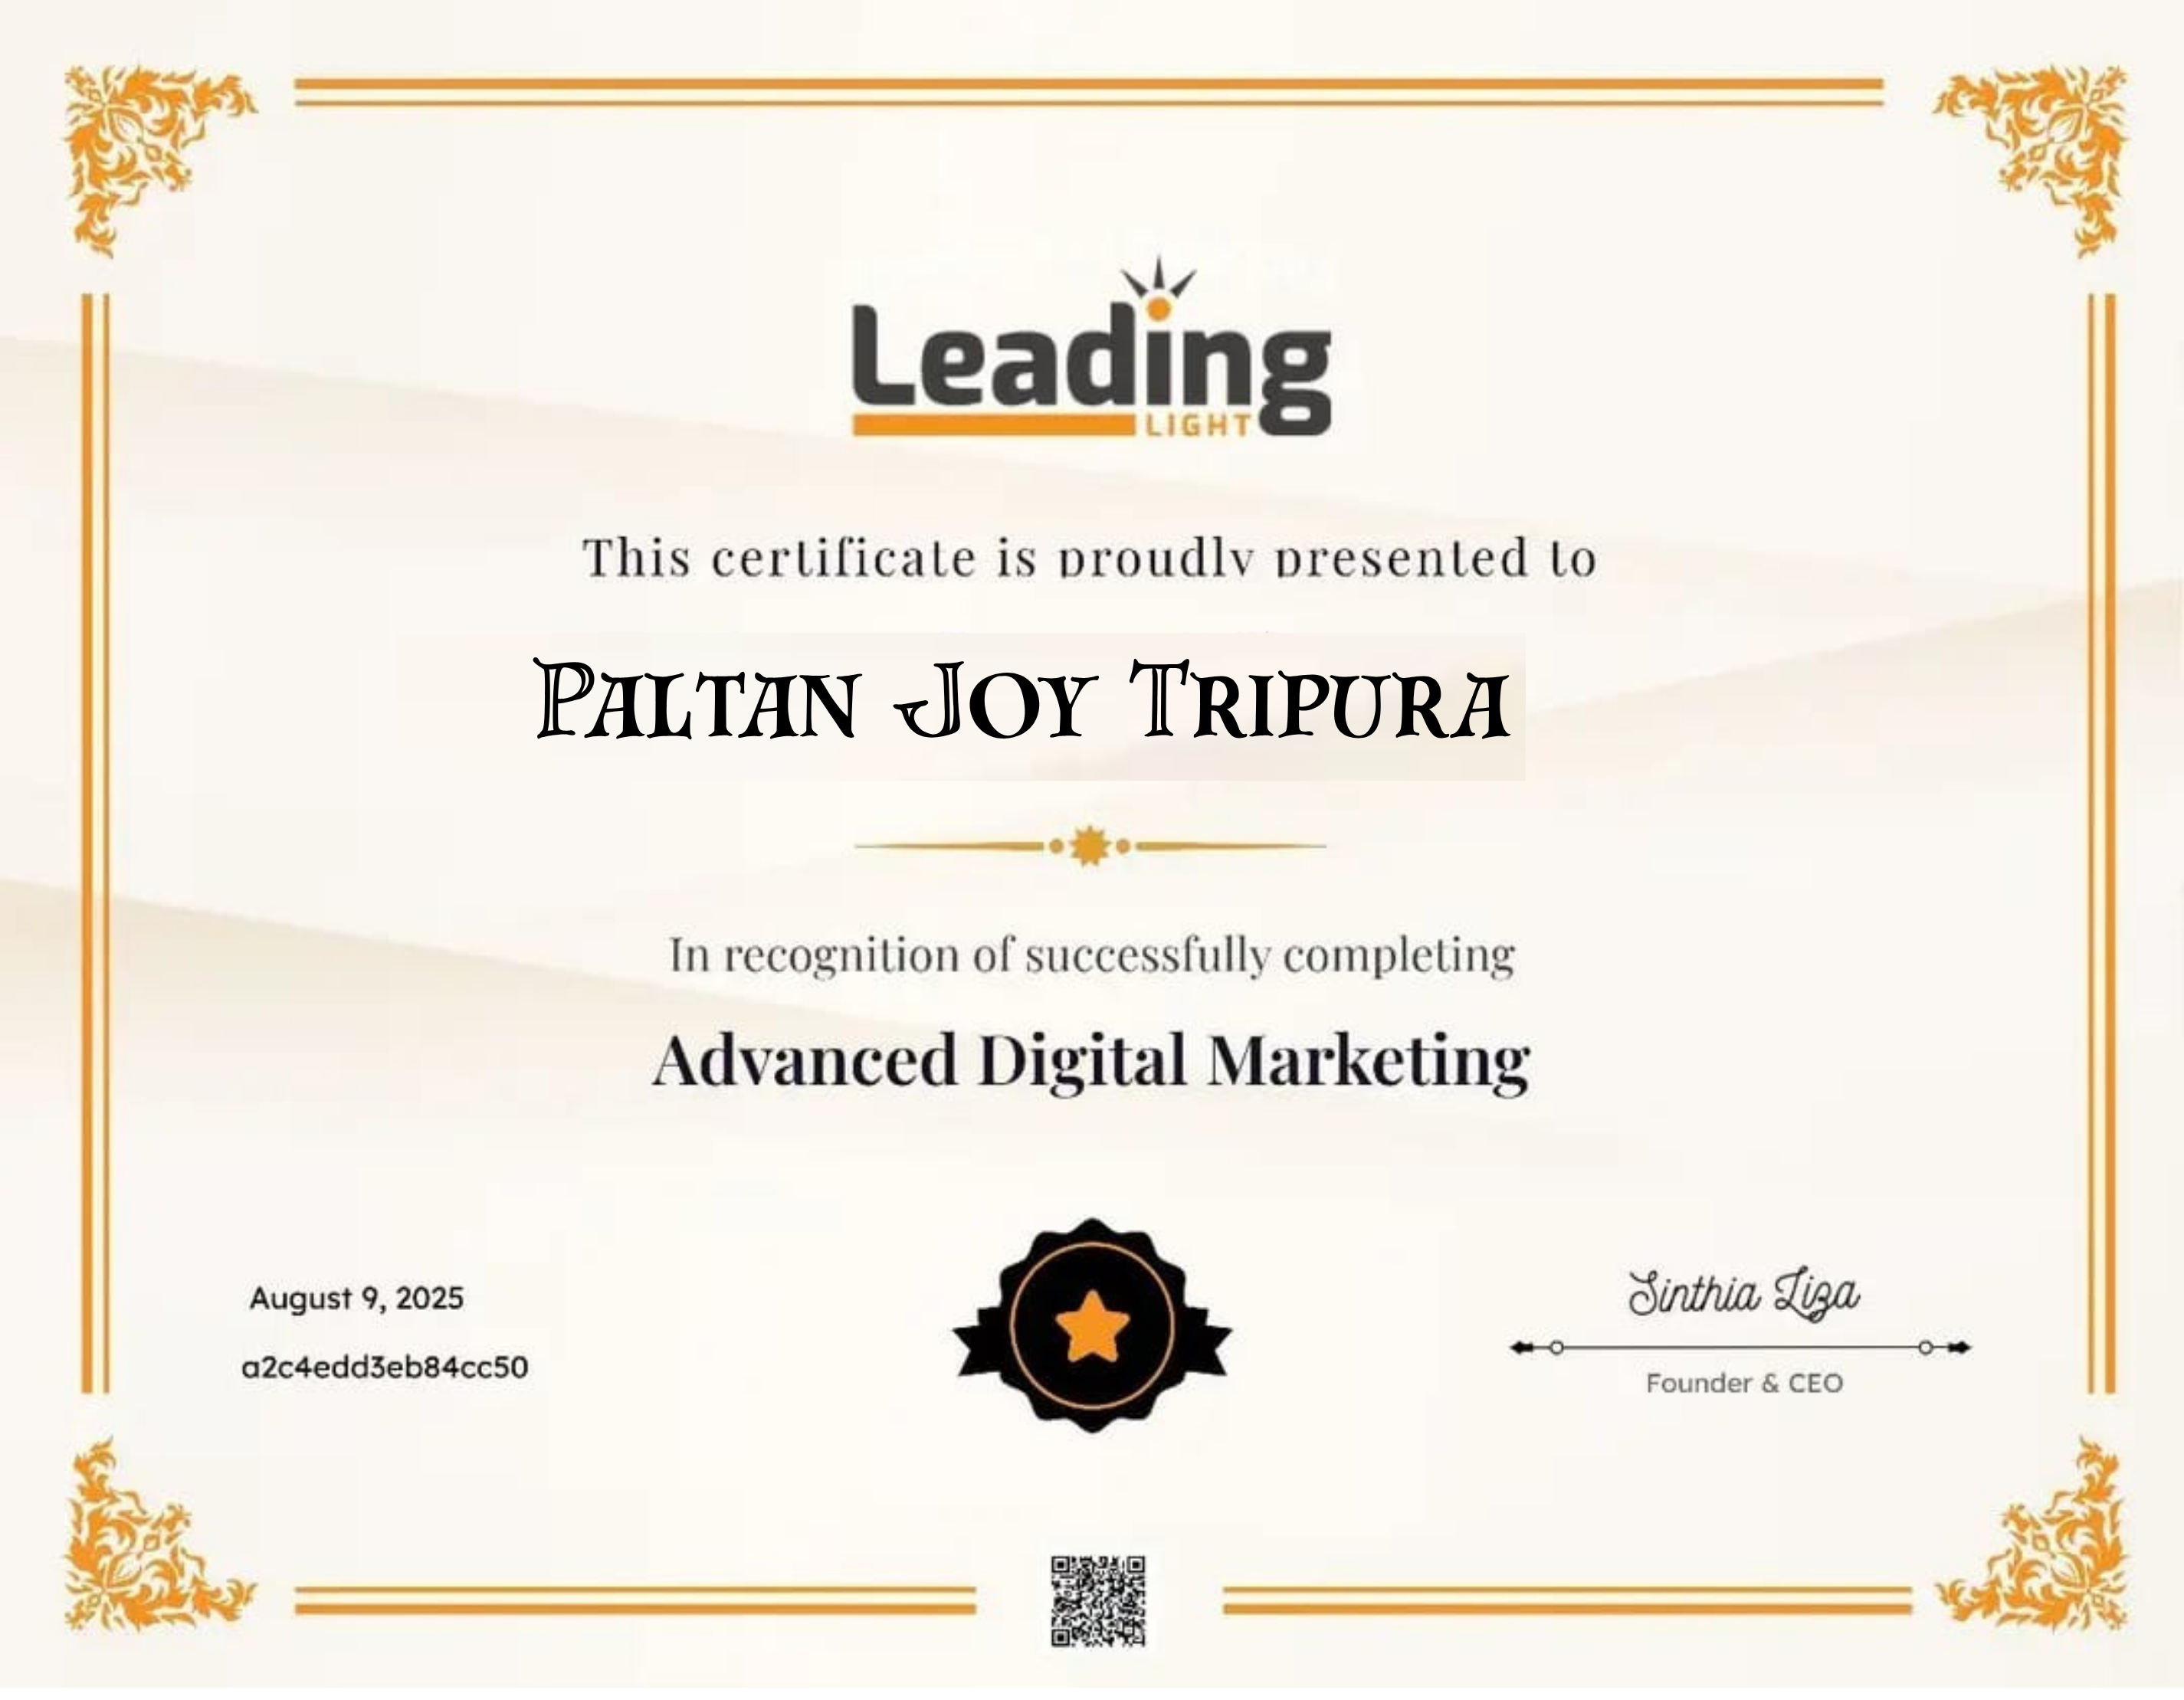 Leading
LIGHT
This certificate is proudly presented to
PALTAN JOY TRIPURA
In recognition of successfully completing
Advanced Digital Marketing
August 9, 2025
a2c4edd3eb84cc50
Sinthia Liza
Founder & CEO